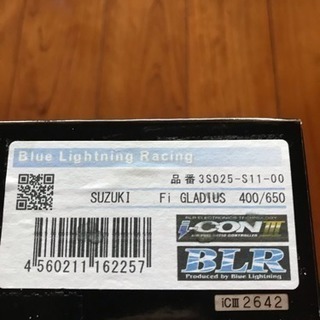 Blue Lightning Racing
品番 3S025-S11-00
SUZUKI Fi GLADIUS 400/650
i-CON III
BLR
Produced by Blue Lightning
4 560211 162257
iCⅢ 2642